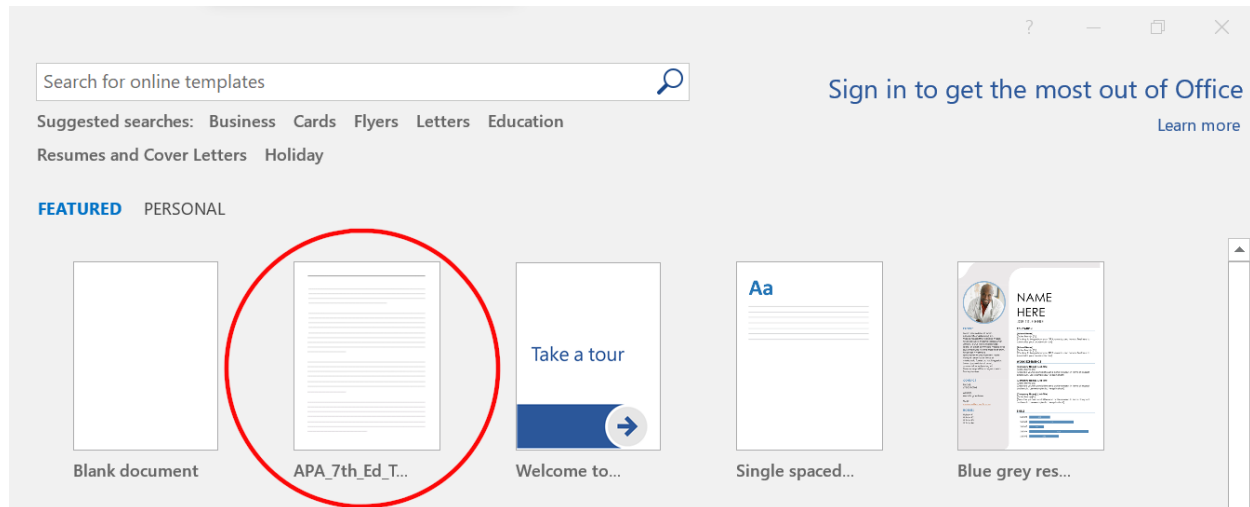 ?
Search for online templates
Sign in to get the most out of Office
Suggested searches: Business Cards Flyers Letters Education
Learn more
Resumes and Cover Letters Holiday
FEATURED PERSONAL
Aa
NAME
HERE
Take a tour
Blank document
APA_7th_Ed_T...
Welcome to...
Single spaced...
Blue grey res...